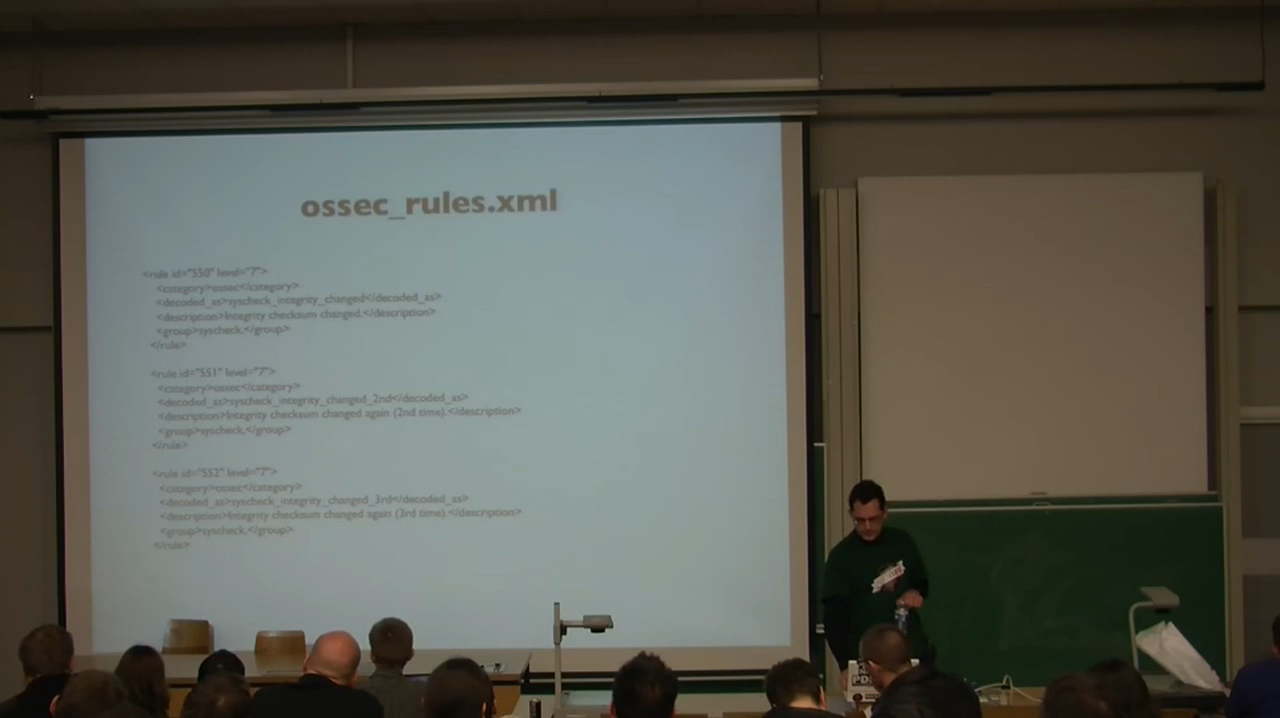 ossec_rules.xml
<rule id="550" level="7">
<category>ossec</category>
<decoded_as>syscheck_integrity_changed</decoded_as>
<description>Integrity checksum changed.</description>
<group>syscheck,</group>
</rule>
<rule id="551" level="7">
<category>ossec</category>
<decoded_as>syscheck_integrity_changed_2nd</decoded_as>
<description>Integrity checksum changed again (2nd time).</description>
<group>syscheck,</group>
</rule>
<rule id="552" level="7">
<category>ossec</category>
<decoded_as>syscheck_integrity_changed_3rd</decoded_as>
<description>Integrity checksum changed again (3rd time).</description>
<group>syscheck,</group>
</rule>